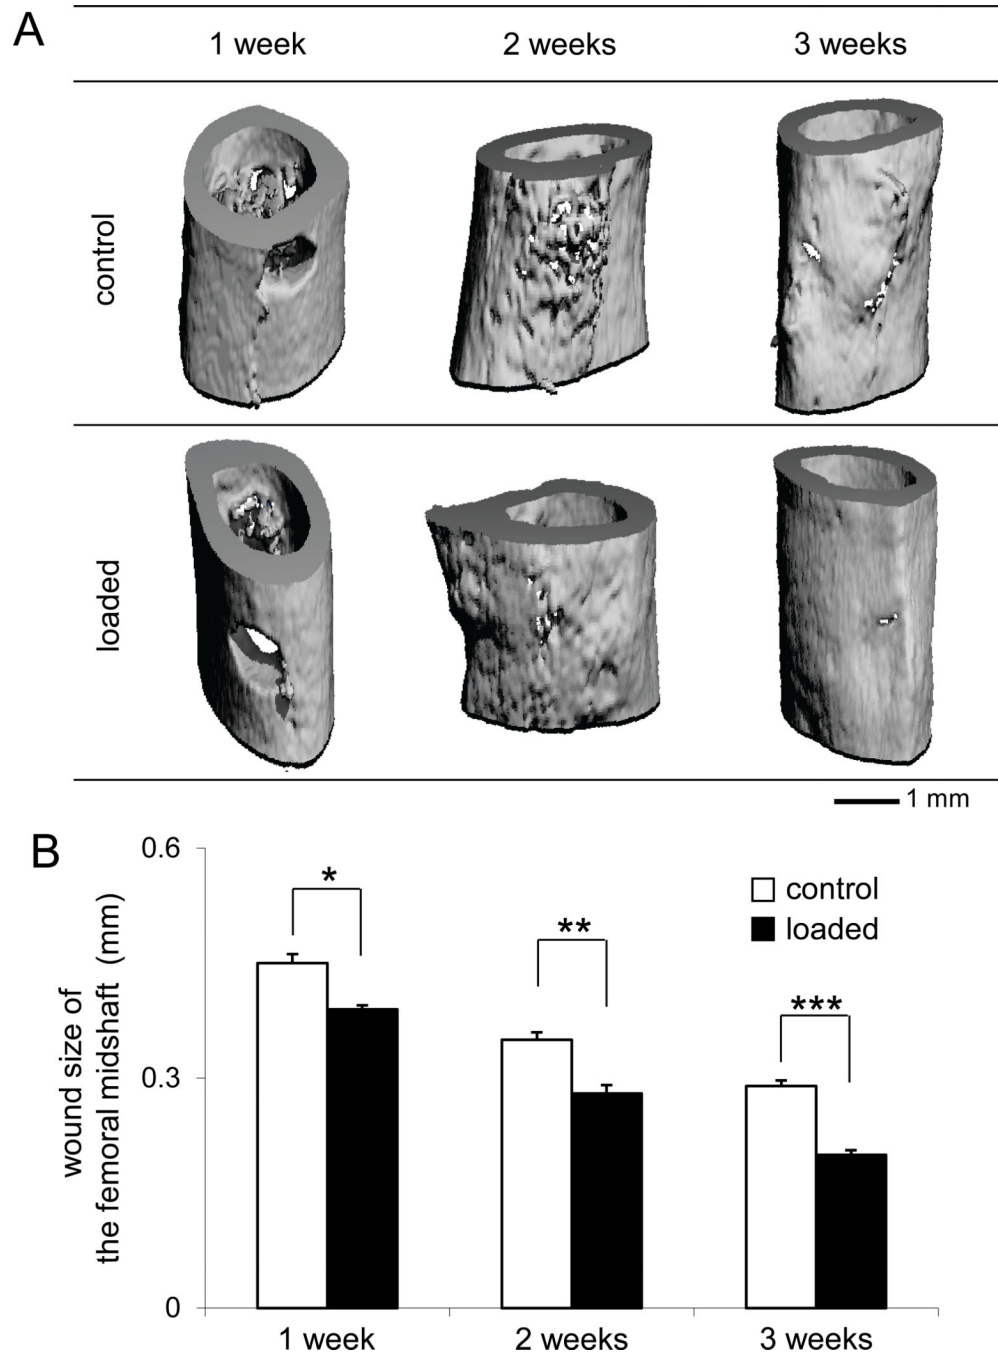 A
1 week 2 weeks 3 weeks
control
loaded
1 mm
B
wound size of
the femoral midshaft (mm)
0.6
0.3
0
*
**
***
control
loaded
1 week 2 weeks 3 weeks